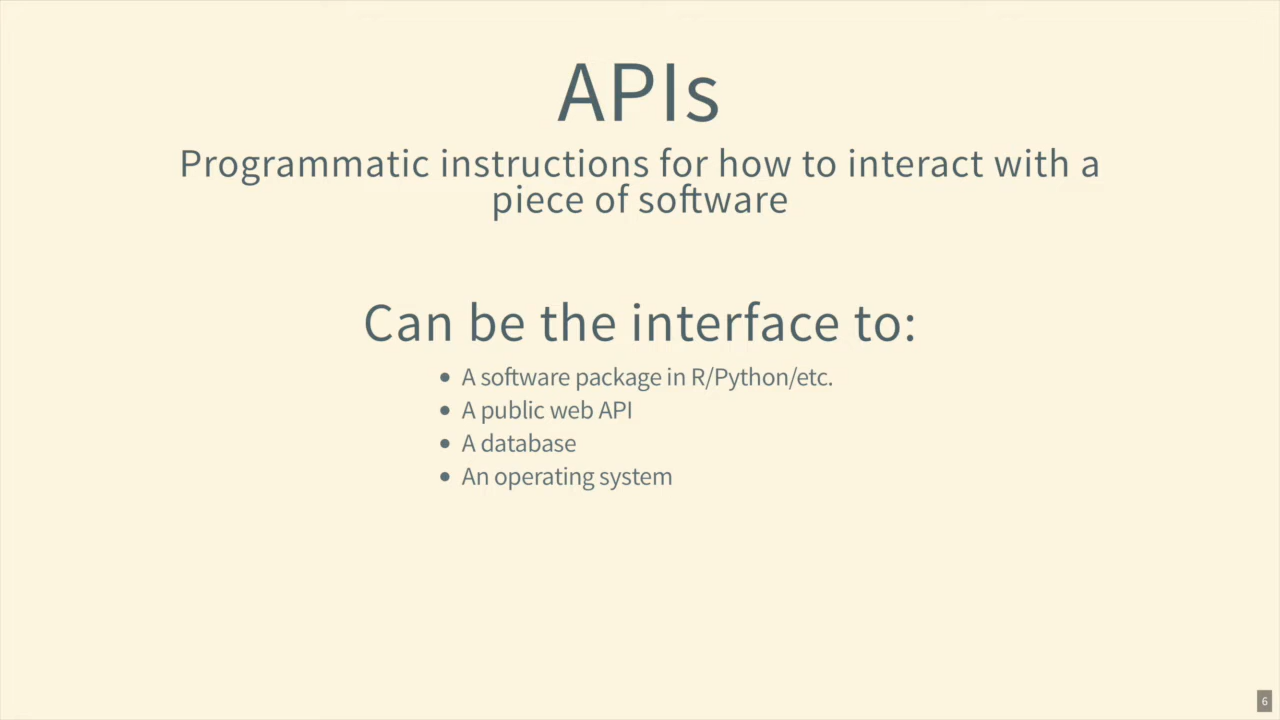 APIs
Programmatic instructions for how to interact with a
piece of software
Can be the interface to:
• A software package in R/Python/etc.
• A public web API
• A database
• An operating system
6